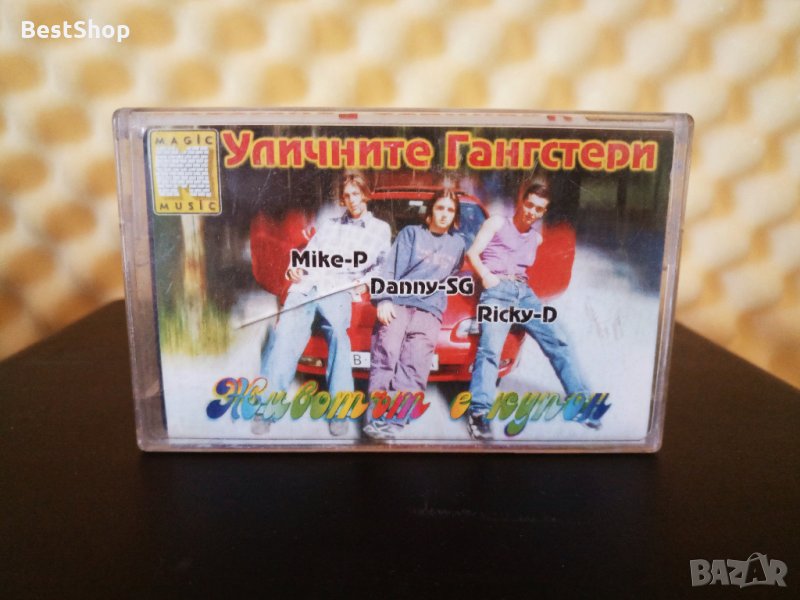 BestShop
MAGIC
MUSIC
Уличните Гангстери
Mike-P
Danny-SG
Ricky-D
B
Животът е купон
BAZAR